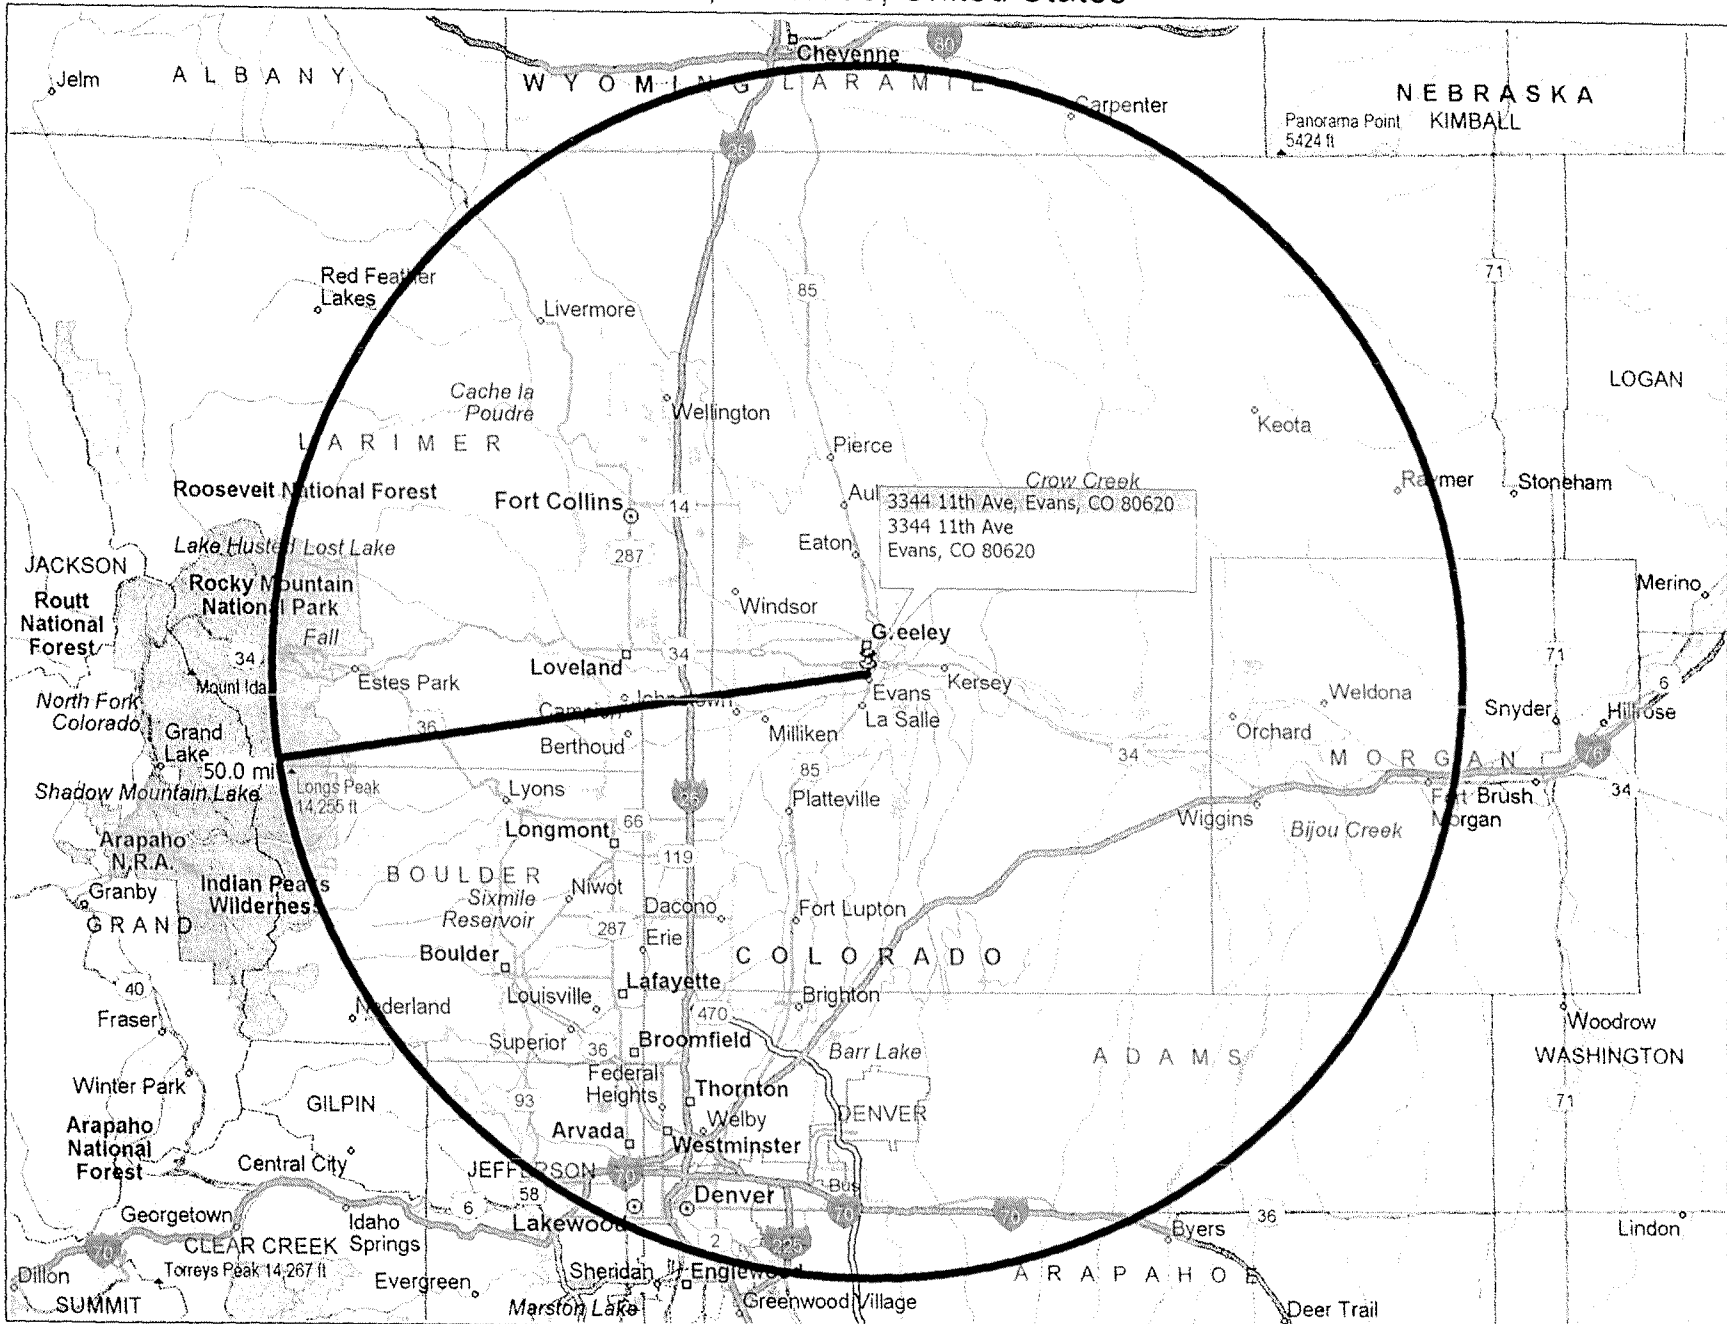 United States
Cheyenne
80
Jelm
ALBANY
WYOMING
LARAMIE
NEBRASKA
Carpenter
Panorama Point
5424 ft
KIMBALL
Red Feather
Lakes
Livermore
85
71
LOGAN
Cache la
Poudre
Wellington
Keota
LARIMER
Pierce
Roosevelt National Forest
Fort Collins
14
Crow Creek
Raymer
Stoneham
3344 11th Ave, Evans, CO 80620
3344 11th Ave
Evans, CO 80620
Lake Husted
Lost Lake
287
Eaton
JACKSON
Routt
National
Forest
Rocky Mountain
National Park
Fall
Windsor
Merino
Greeley
34
Loveland
34
71
Mount Ida
Estes Park
Evans
Kersey
Weldona
6
North Fork
Colorado
36
Campion
La Salle
Snyder
Hillrose
Grand
Lake
Berthoud
Milliken
Orchard
34
MORGAN
76
50.0 mi
Longs Peak
14,255 ft
85
Shadow Mountain Lake
Lyons
Platteville
Fort
Morgan
Brush
34
Longmont
66
Wiggins
Bijou Creek
Arapaho
N.R.A.
119
Granby
Indian Peaks
Wilderness
BOULDER
Niwot
Sixmile
Reservoir
Dacono
Fort Lupton
GRAND
287
Erie
Boulder
COLORADO
40
Lafayette
Louisville
Brighton
Nederland
470
Fraser
Superior
36
Broomfield
Barr Lake
Woodrow
ADAMS
WASHINGTON
Winter Park
Federal
Heights
Thornton
GILPIN
93
Welby
DENVER
71
Arapaho
National
Forest
Arvada
Westminster
Central City
JEFFERSON
70
Bus
58
Denver
70
70
36
Georgetown
6
Lakewood
Idaho
Springs
2
225
Byers
Lindon
70
CLEAR CREEK
Torreys Peak 14,267 ft
Dillon
Evergreen
Sheridan
Englewood
ARAPAHOE
SUMMIT
Marston Lake
Greenwood Village
Deer Trail